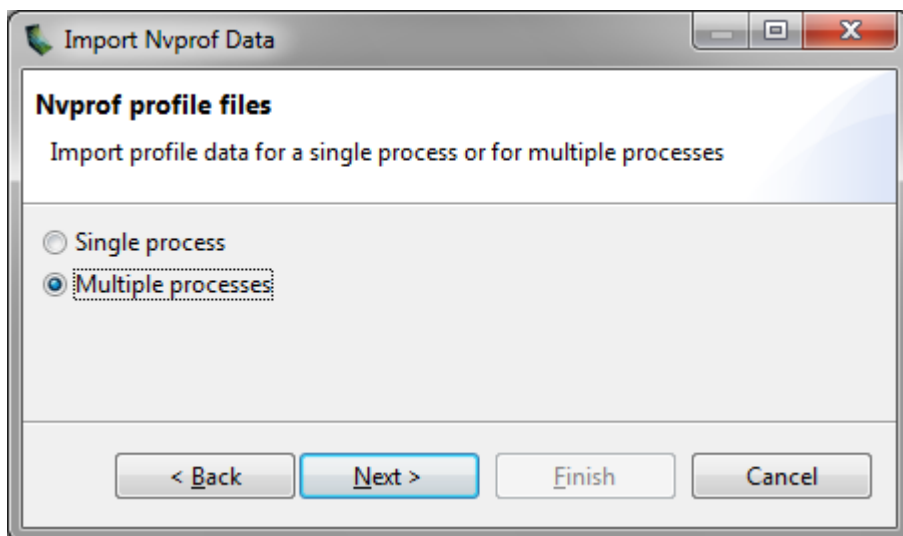 Import Nvprof Data
Nvprof profile files
Import profile data for a single process or for multiple processes
Single process
Multiple processes
< Back Next > Finish Cancel